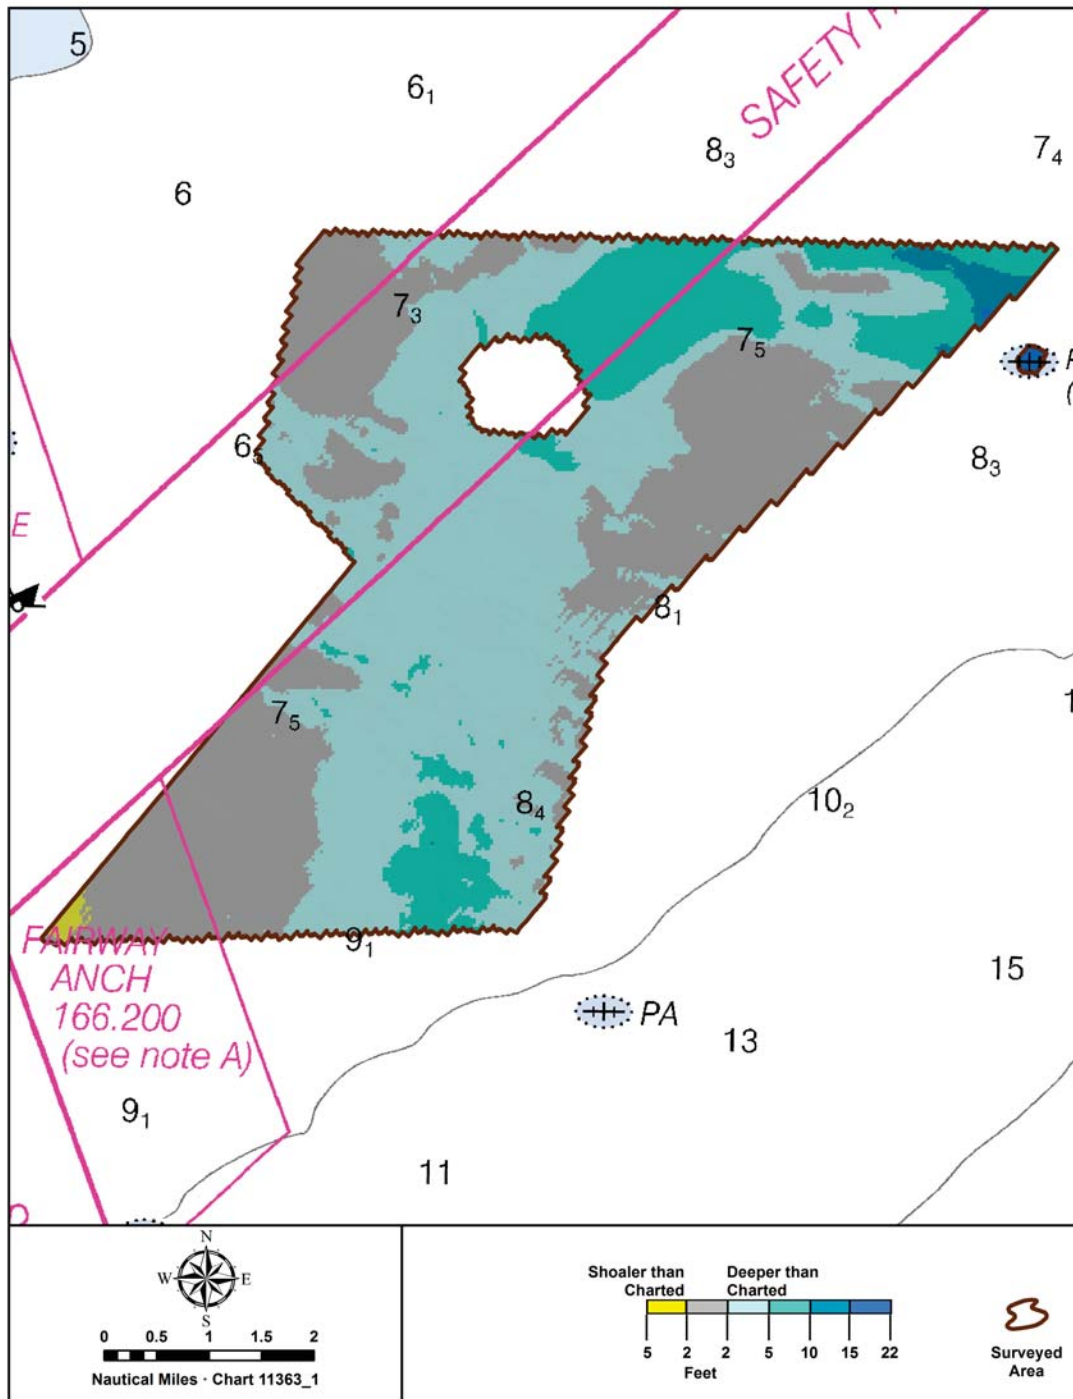 5
6₁
SAFETY F
8₃
7₄
6
7₃
7₅
6₅
8₃
E
8₁
7₅
1
8₄
10₂
FAIRWAY
ANCH
166.200
(see note A)
9₁
15
PA
13
9₁
11
N
W E
S
0 0.5 1 1.5 2
Nautical Miles · Chart 11363_1
Shoaler than Charted
Deeper than Charted
5 2 2 5 10 15 22
Feet
Surveyed
Area